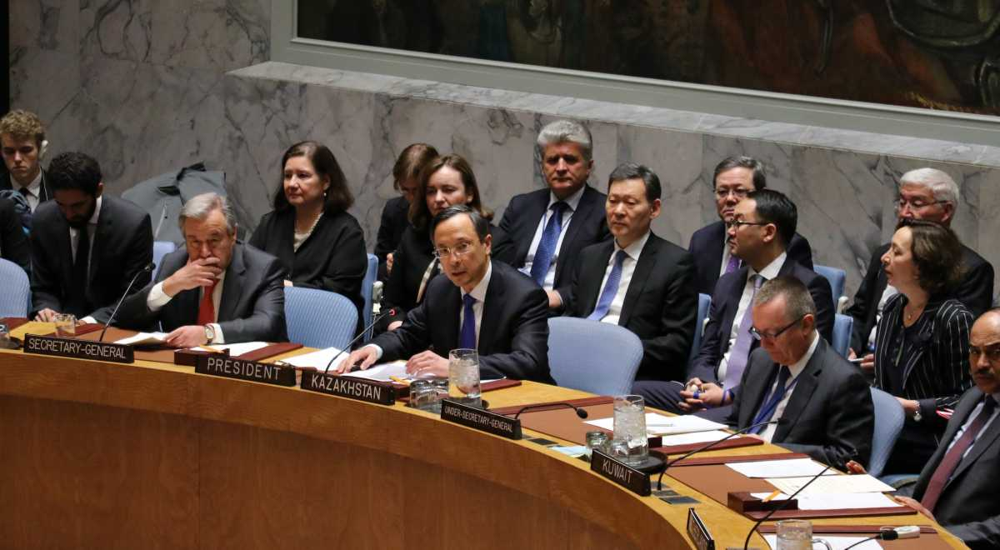 SECRETARY-GENERAL
PRESIDENT
KAZAKHSTAN
UNDER-SECRETARY-GENERAL
KUWAIT